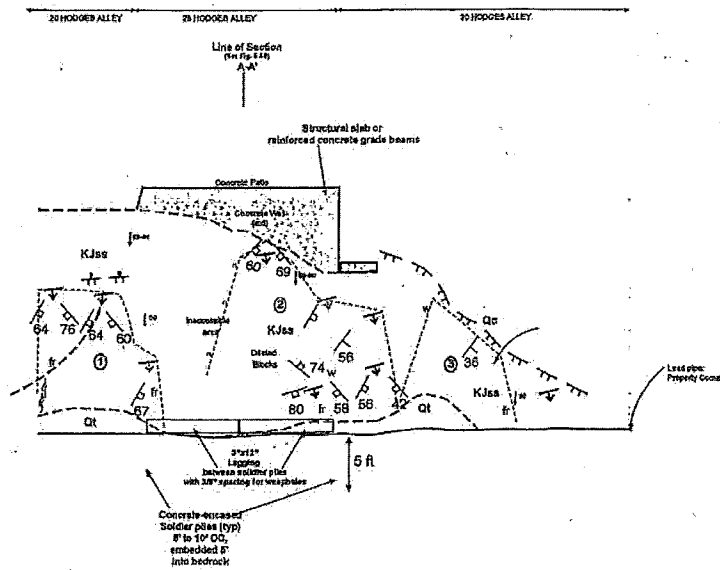 20 HODGES ALLEY
25 HODGES ALLEY
30 HODGES ALLEY
Line of Section
A-A'
Structural slab or
reinforced concrete grade beams
Concrete Patio
Concrete Wall
KJss
60
69
2
KJss
Inaccessible
area
64
76
64
60
fr
1
fr
67
Qt
Dilated
Blocks
74
w
56
80
fr
58
56
42
Qt
w
Qc
3
36
KJss
fr
Lead pipe:
Property Corner
3"x12"
Lagging
between soldier piles
with 3/8" spacing for weepholes
5 ft
Concrete-encased
Soldier piles (typ)
8' to 10' OC,
embedded 5'
into bedrock